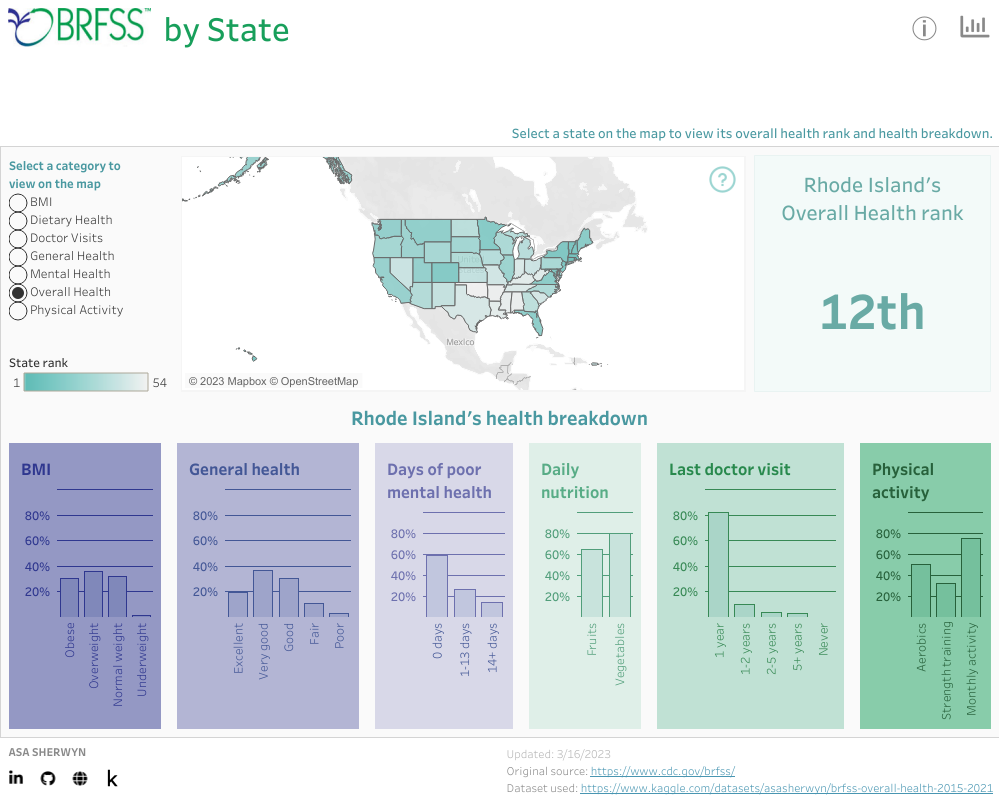 BRFSS™ by State
Select a state on the map to view its overall health rank and health breakdown.
Select a category to
view on the map
BMI
Dietary Health
Doctor Visits
General Health
Mental Health
Overall Health
Physical Activity
State rank
1 54
?
Mexico
© 2023 Mapbox © OpenStreetMap
Rhode Island's
Overall Health rank
12th
Rhode Island's health breakdown
BMI
80%
60%
40%
20%
Obese
Overweight
Normal weight
Underweight
General health
80%
60%
40%
20%
Excellent
Very good
Good
Fair
Poor
Days of poor
mental health
80%
60%
40%
20%
0 days
1-13 days
14+ days
Daily
nutrition
80%
60%
40%
20%
Fruits
Vegetables
Last doctor visit
80%
60%
40%
20%
1 year
1-2 years
2-5 years
5+ years
Never
Physical
activity
80%
60%
40%
20%
Aerobics
Strength training
Monthly activity
ASA SHERWYN
in
k
Updated: 3/16/2023
Original source: https://www.cdc.gov/brfss/
Dataset used: https://www.kaggle.com/datasets/asasherwyn/brfss-overall-health-2015-2021